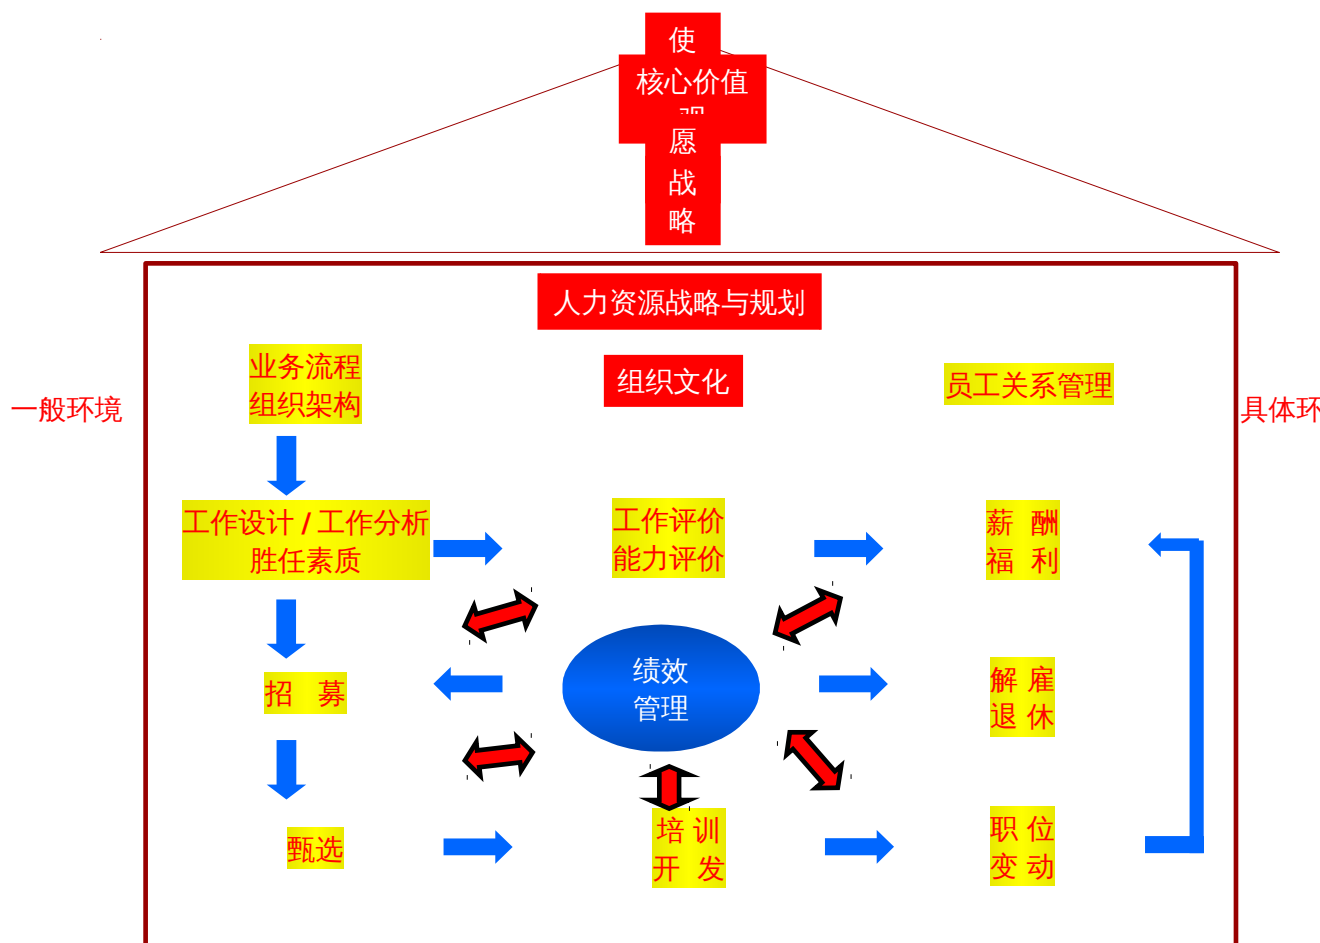 使
核心价值
愿
战
略
人力资源战略与规划
业务流程
组织架构
组织文化
员工关系管理
一般环境
具体环
工作设计 / 工作分析
胜任素质
工作评价
能力评价
薪 酬
福 利
招 募
绩效
管理
解 雇
退 休
甄选
培 训
开 发
职 位
变 动